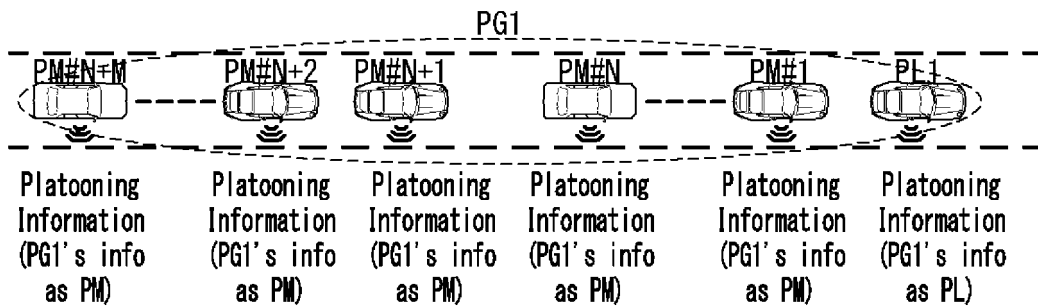 PG1
PM#N+M PM#N+2 PM#N+1 PM#N PM#1 PL1
Platooning Information (PG1's info as PM)
Platooning Information (PG1's info as PM)
Platooning Information (PG1's info as PM)
Platooning Information (PG1's info as PM)
Platooning Information (PG1's info as PM)
Platooning Information (PG1's info as PL)